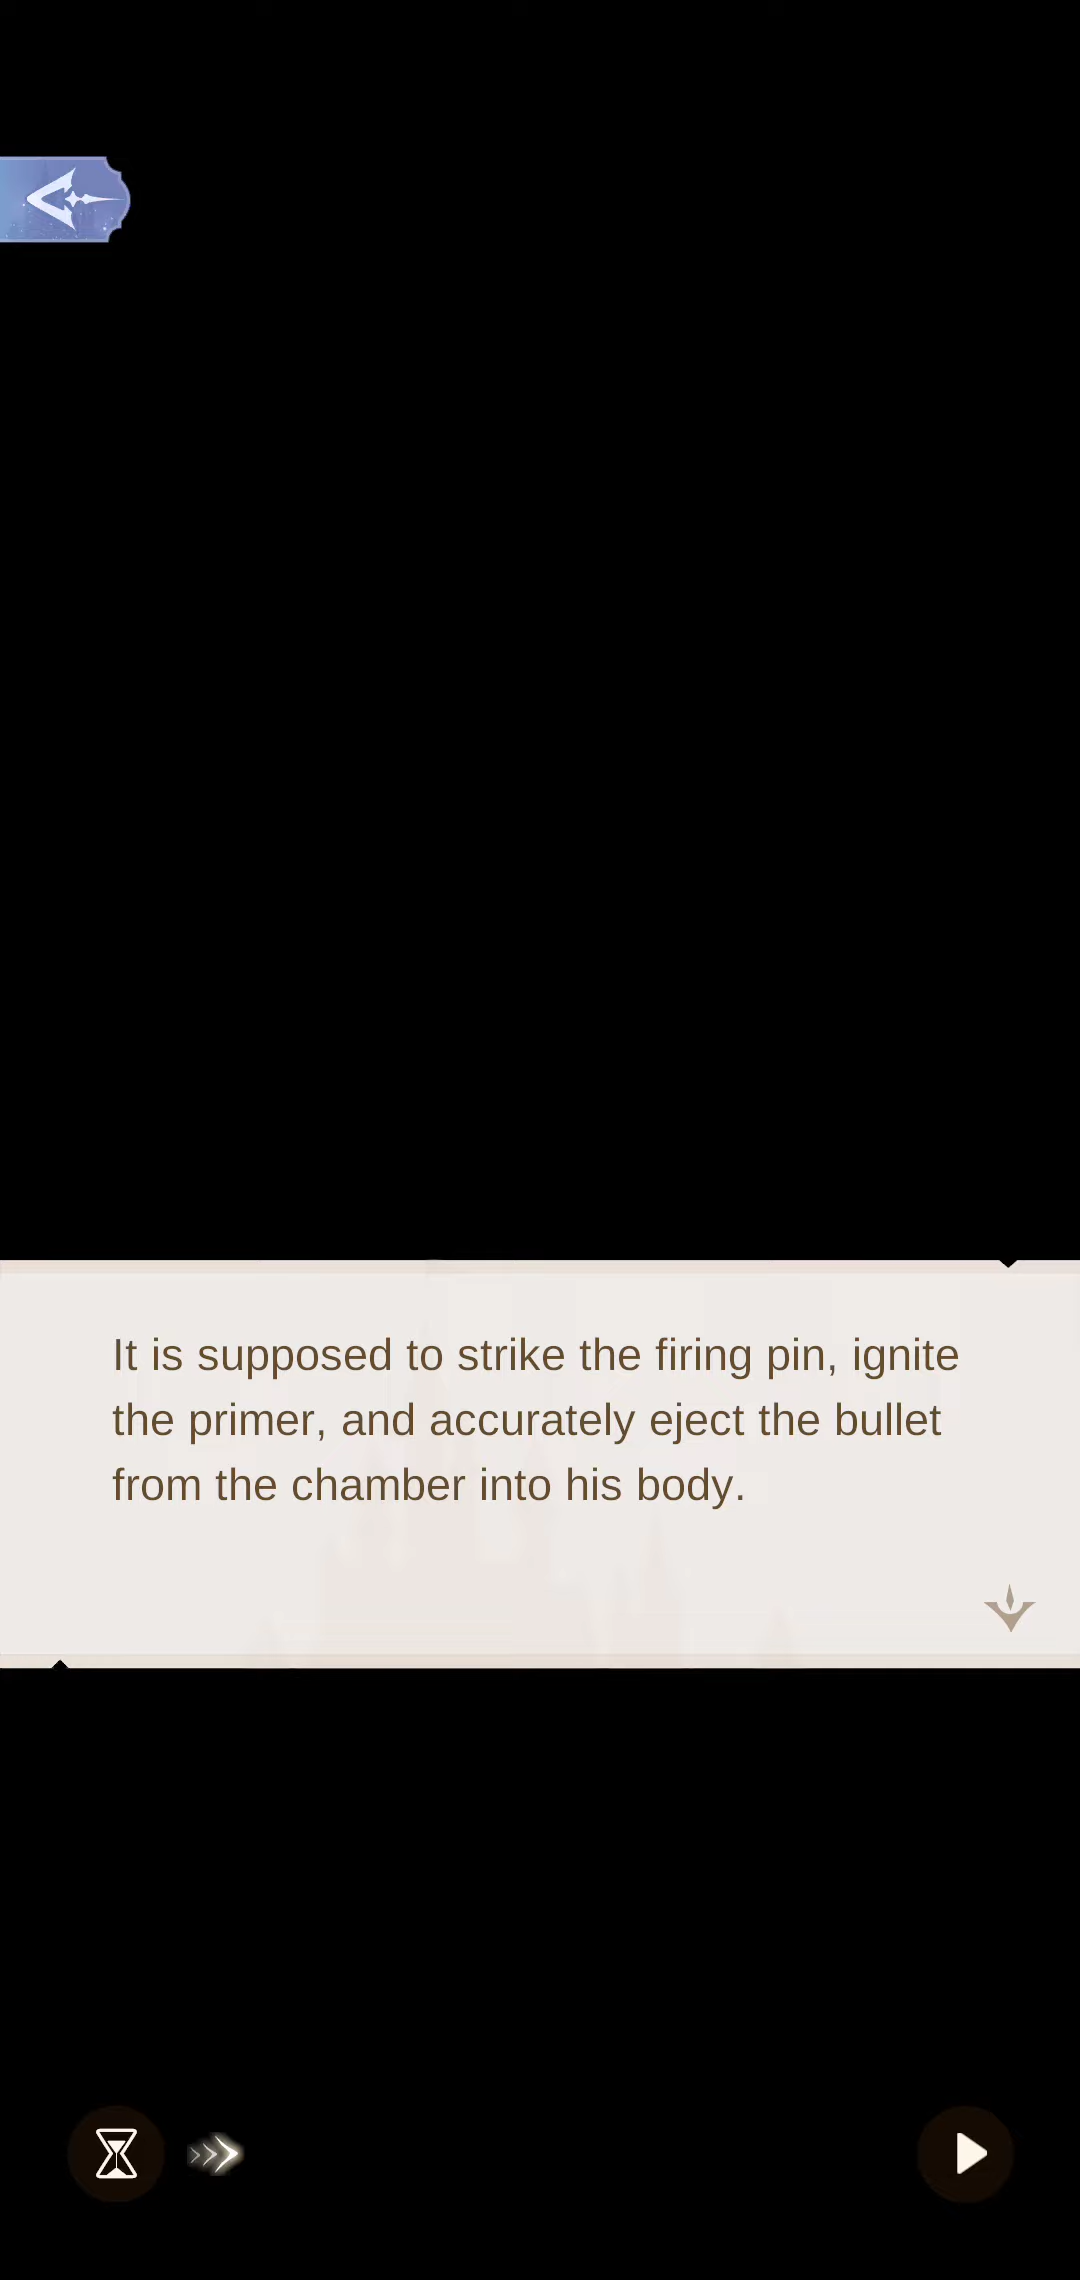 It is supposed to strike the firing pin, ignite
the primer, and accurately eject the bullet
from the chamber into his body.